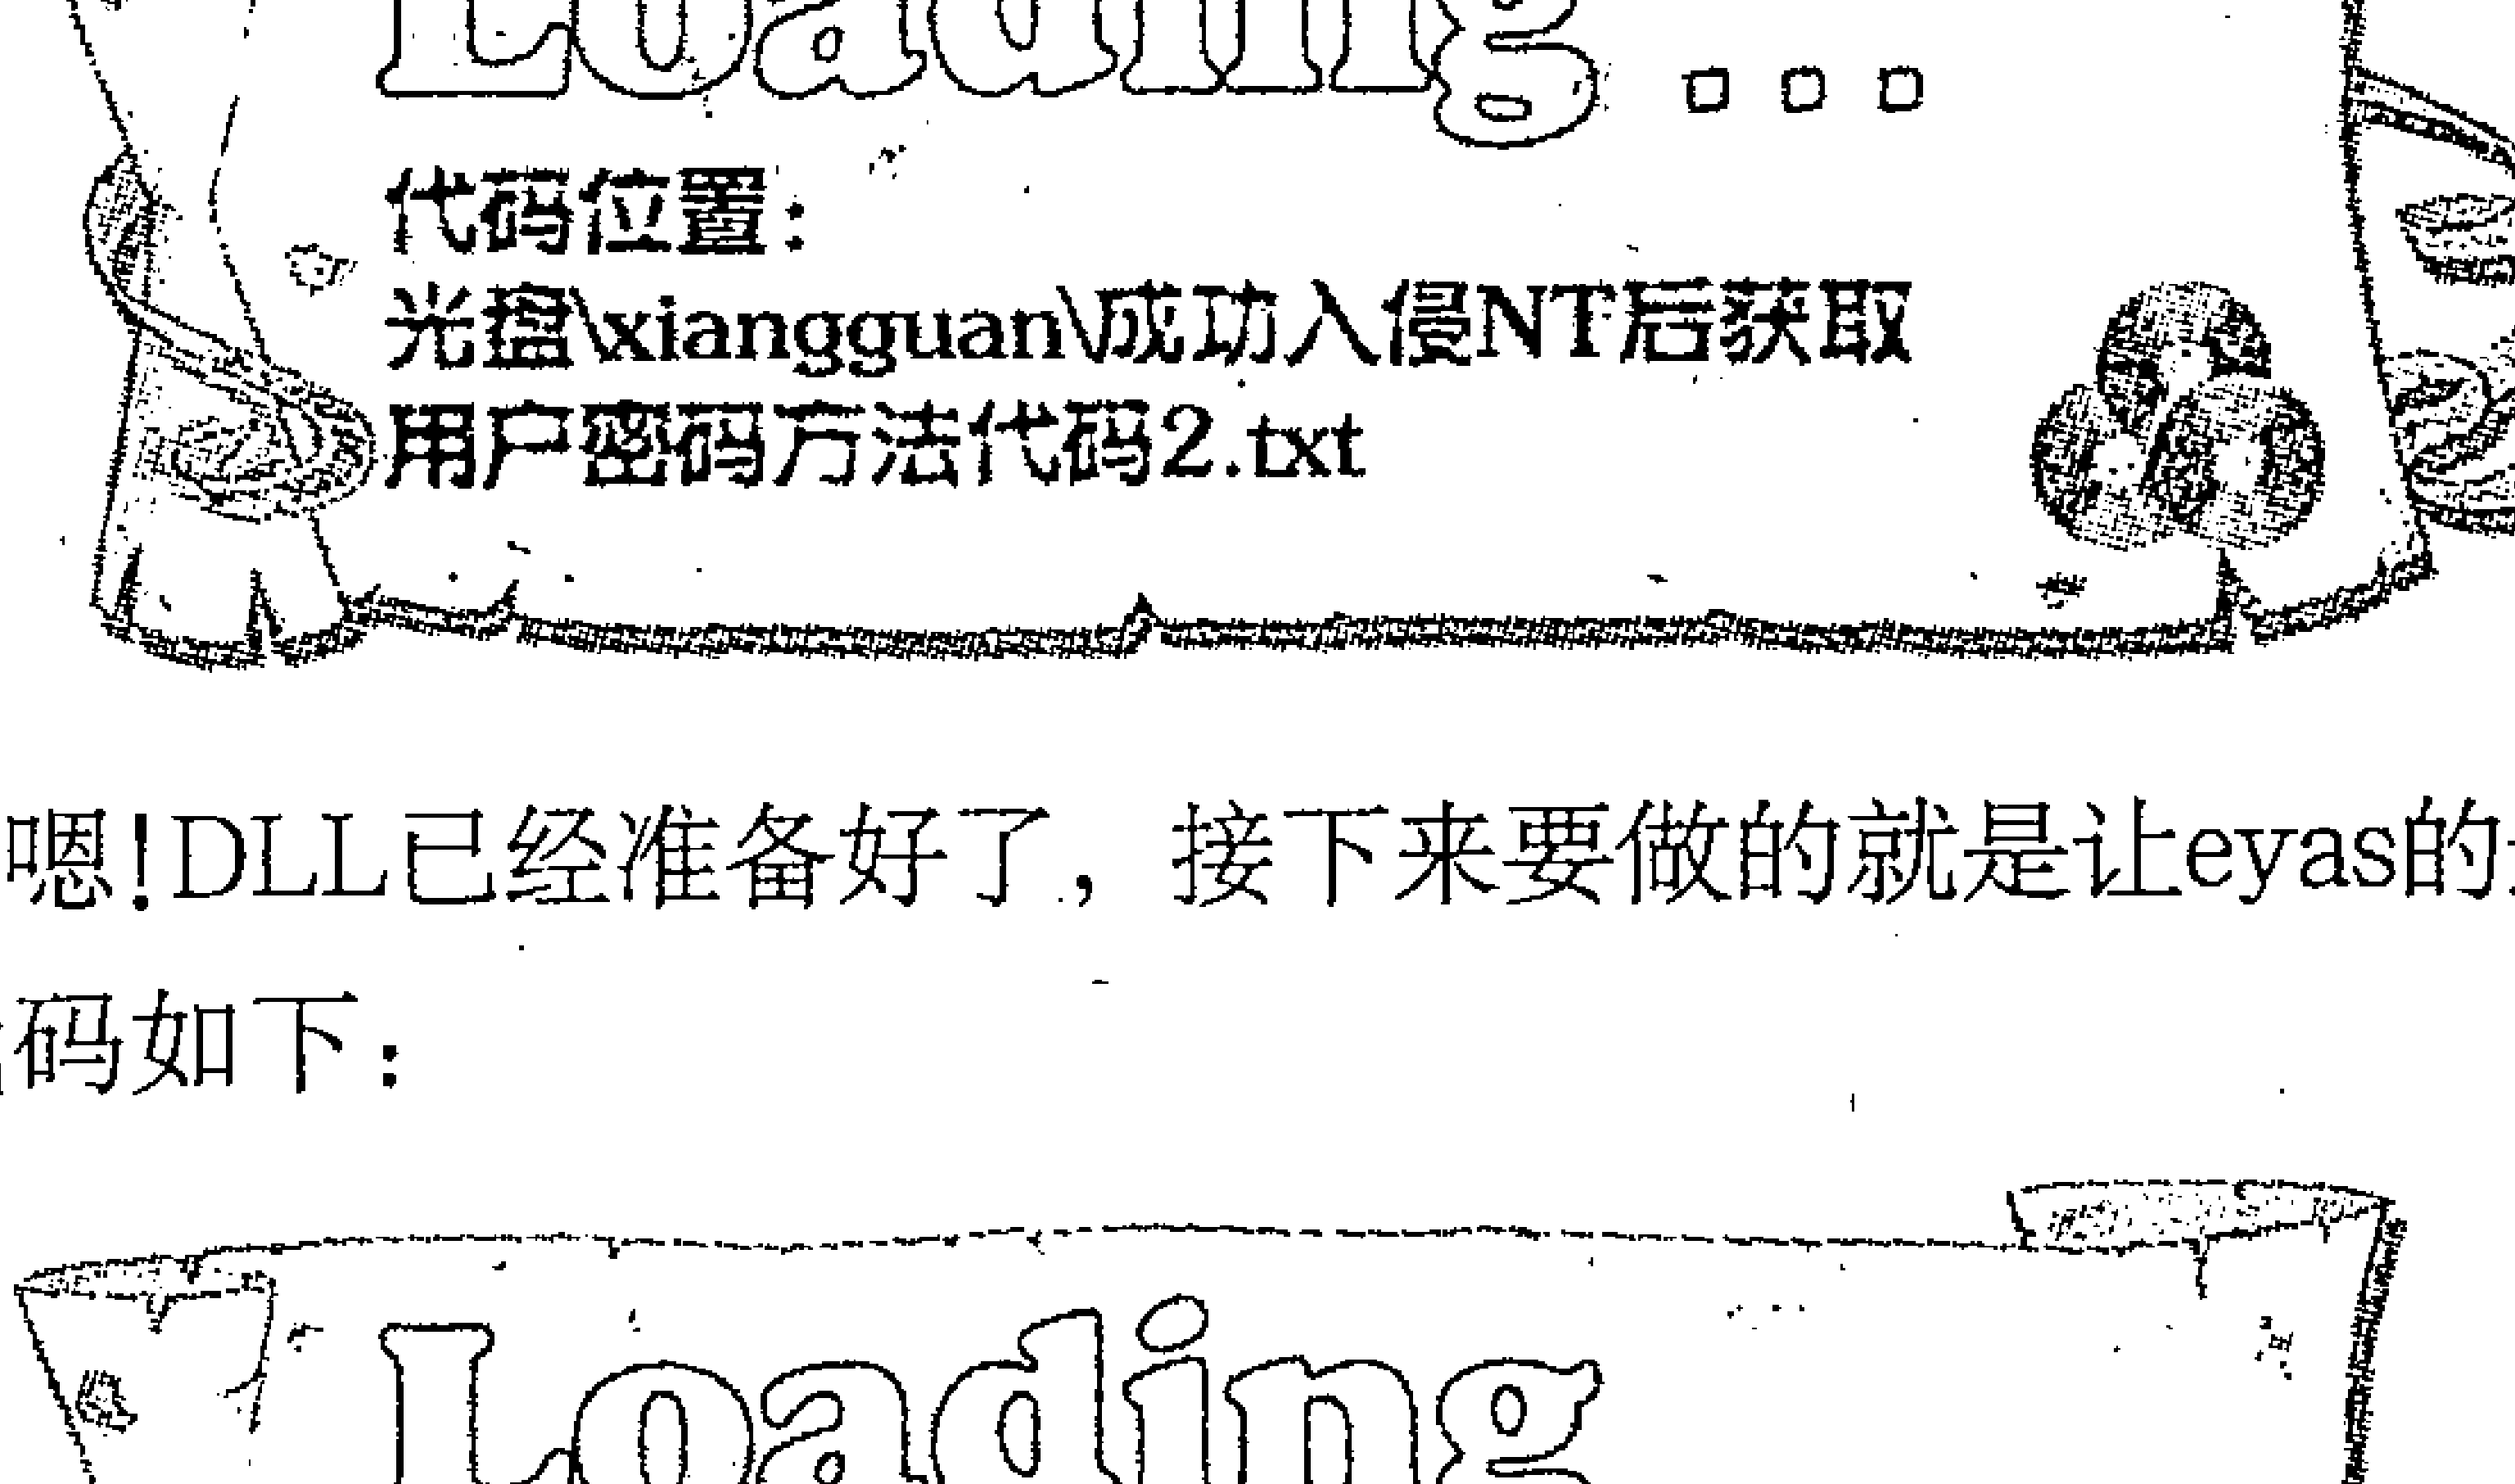 Loading...
代码位置：
光盘\xiangguan\成功入侵NT后获取
用户密码方法代码2.txt
嗯!DLL已经准备好了，接下来要做的就是让eyas的
码如下：
Loading